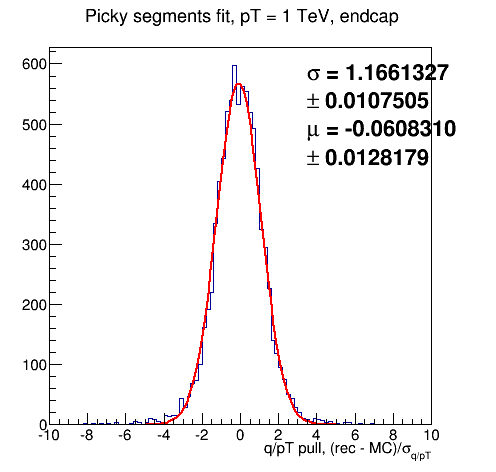 Picky segments fit, pT = 1 TeV, endcap
σ = 1.1661327
± 0.0107505
μ = -0.0608310
± 0.0128179
600
500
400
300
200
100
0
-10 -8 -6 -4 -2 0 2 4 6 8 10
q/pT pull, (rec - MC)/σq/pT